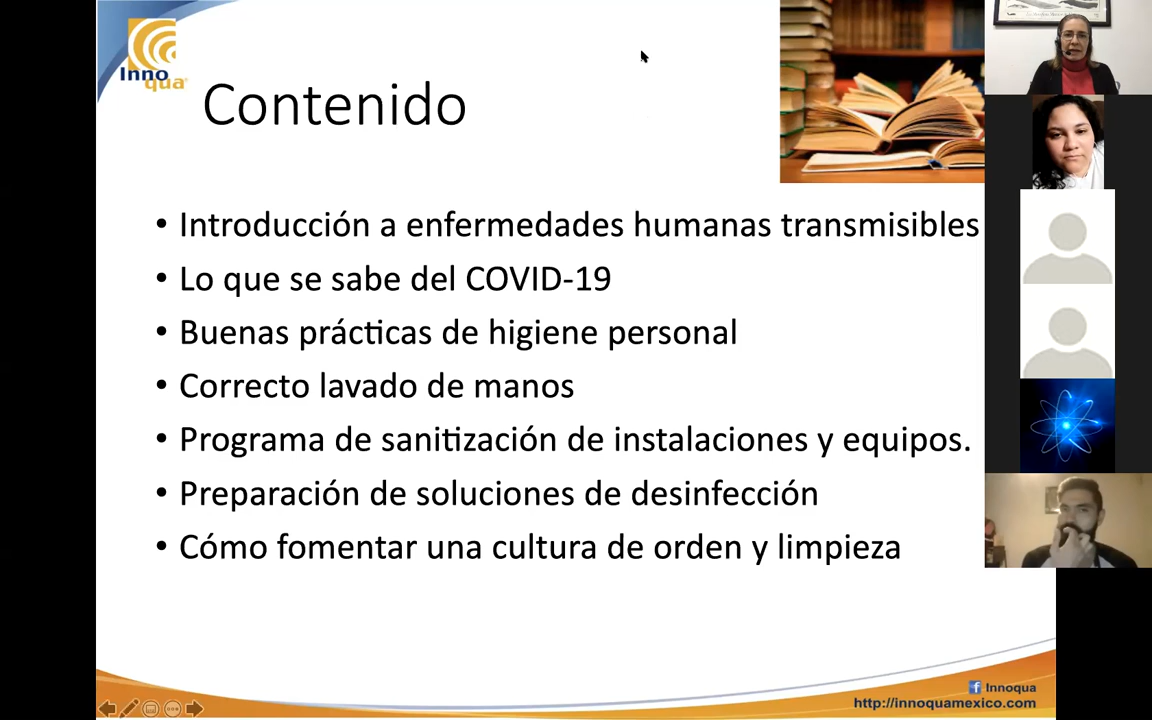 Inno
qua
Contenido
• Introducción a enfermedades humanas transmisibles
• Lo que se sabe del COVID-19
• Buenas prácticas de higiene personal
• Correcto lavado de manos
• Programa de sanitización de instalaciones y equipos.
• Preparación de soluciones de desinfección
• Cómo fomentar una cultura de orden y limpieza
f Innoqua
http://innoquamexico.com